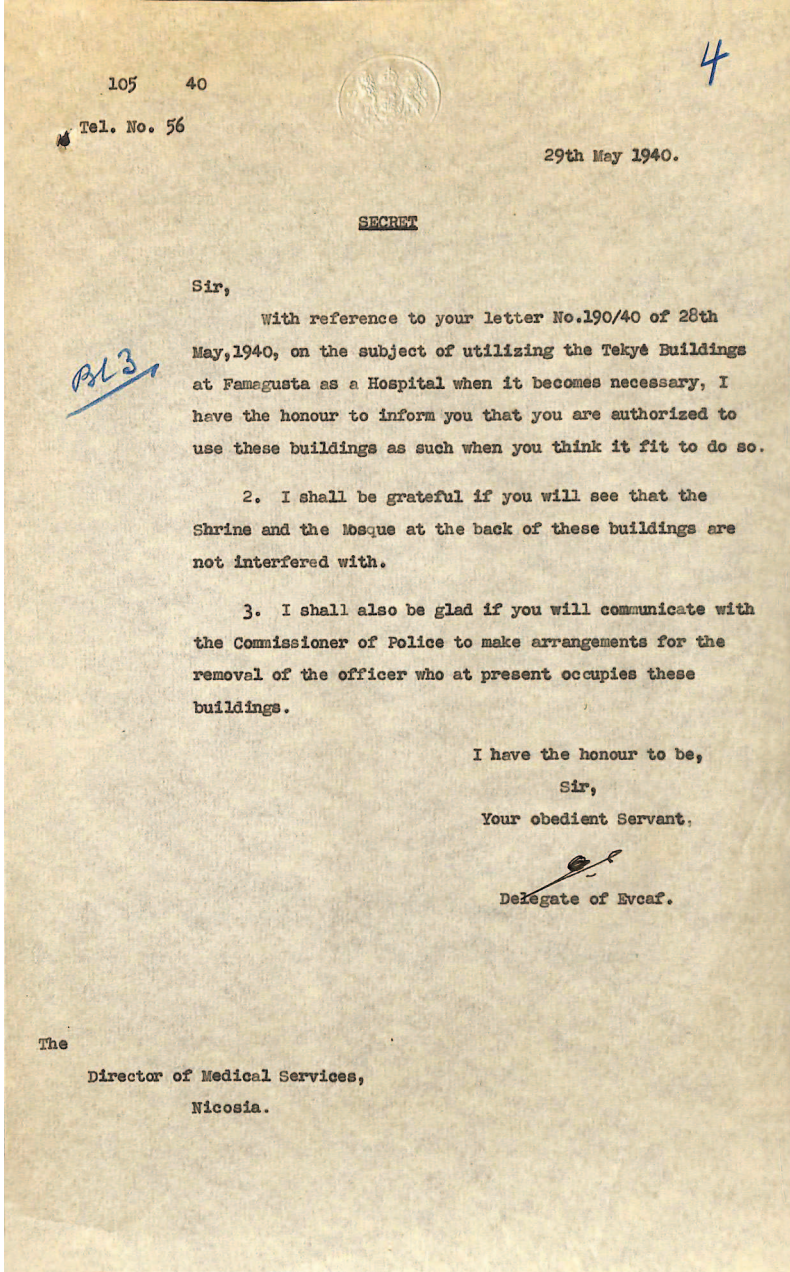 4
105 40
Tel. No. 56
29th May 1940.
SECRET
Sir,
With reference to your letter No.190/40 of 28th
May,1940, on the subject of utilizing the Tekyé Buildings
at Famagusta as a Hospital when it becomes necessary, I
have the honour to inform you that you are authorized to
use these buildings as such when you think it fit to do so.
2. I shall be grateful if you will see that the
Shrine and the Mosque at the back of these buildings are
not interfered with.
3. I shall also be glad if you will communicate with
the Commissioner of Police to make arrangements for the
removal of the officer who at present occupies these
buildings.
I have the honour to be,
Sir,
Your obedient Servant.
Delegate of Evcaf.
The
Director of Medical Services,
Nicosia.